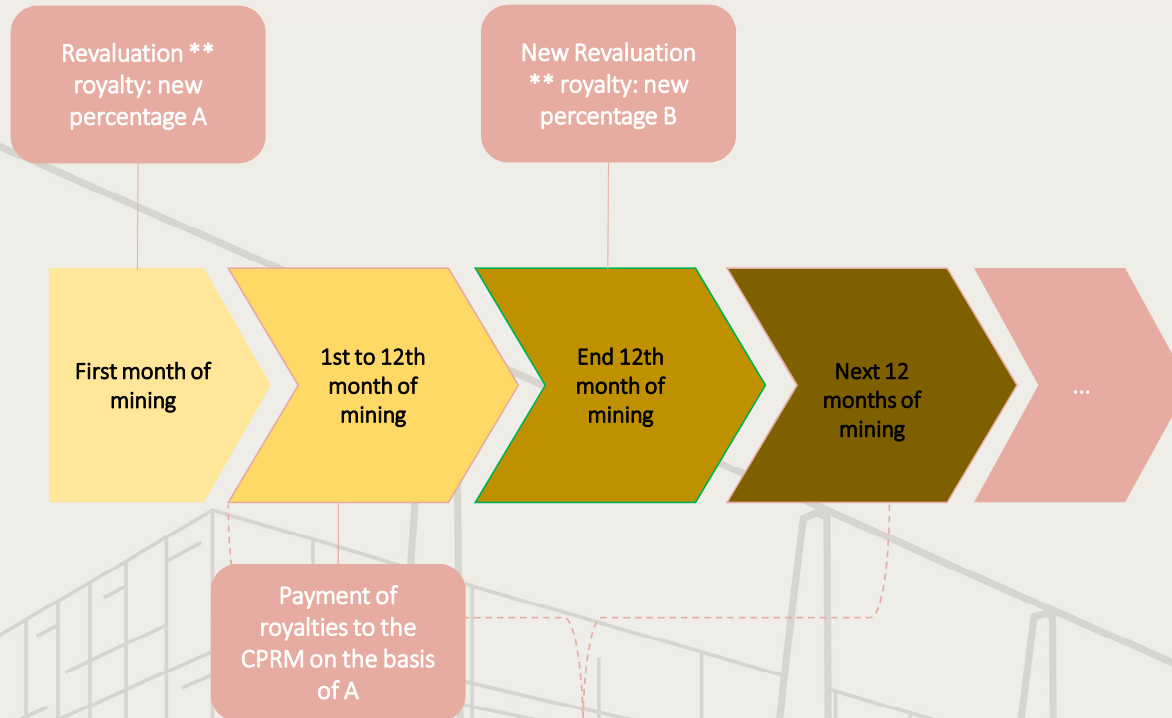 Revaluation **
royalty: new
percentage A
New Revaluation
** royalty: new
percentage B
First month of
mining
1st to 12th
month of
mining
End 12th
month of
mining
Next 12
months of
mining
...
Payment of
royalties to the
CPRM on the basis
of A